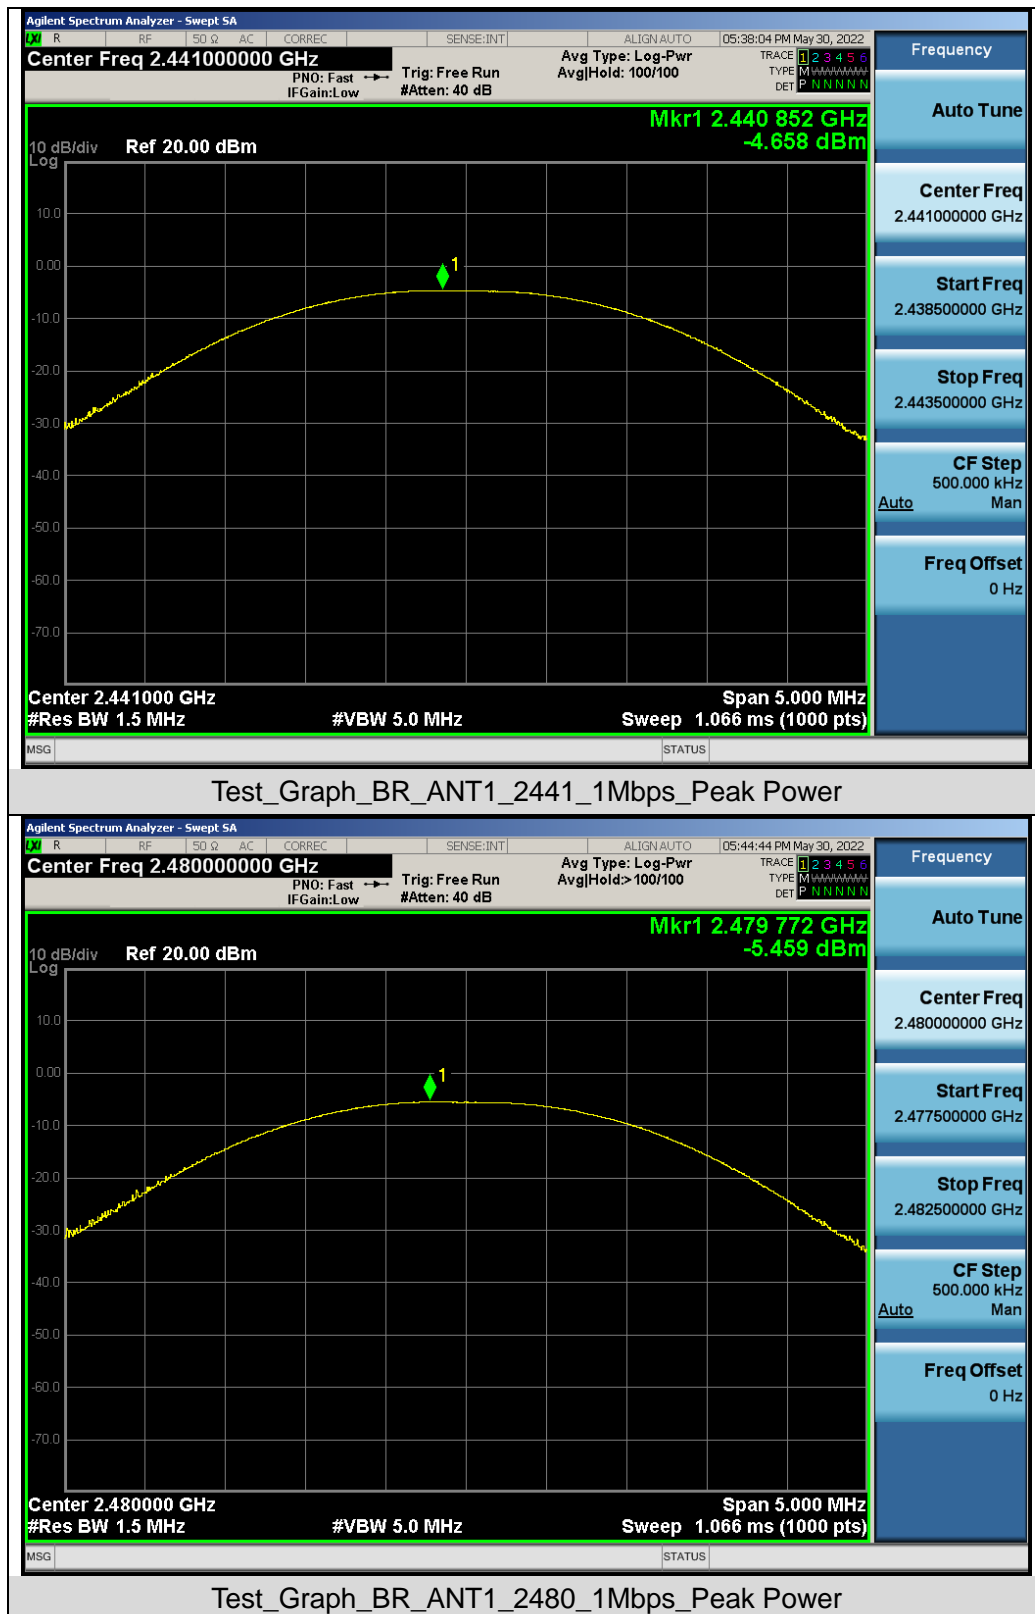 Agilent Spectrum Analyzer - Swept SA
LXI R RF 50 Ω AC CORREC SENSE:INT ALIGN AUTO 05:38:04 PM May 30, 2022
Center Freq 2.441000000 GHz
PNO: Fast
IFGain:Low
Trig: Free Run
#Atten: 40 dB
Avg Type: Log-Pwr
Avg|Hold: 100/100
TRACE 1 2 3 4 5 6
TYPE M WWWWW
DET P N N N N N
Frequency
Auto Tune
Center Freq
2.441000000 GHz
Start Freq
2.438500000 GHz
Stop Freq
2.443500000 GHz
CF Step
500.000 kHz
Auto Man
Freq Offset
0 Hz
Mkr1 2.440 852 GHz
-4.658 dBm
10 dB/div Ref 20.00 dBm
Log
10.0
0.00
-10.0
-20.0
-30.0
-40.0
-50.0
-60.0
-70.0
1
Center 2.441000 GHz Span 5.000 MHz
#Res BW 1.5 MHz #VBW 5.0 MHz Sweep 1.066 ms (1000 pts)
MSG STATUS
Test_Graph_BR_ANT1_2441_1Mbps_Peak Power
Agilent Spectrum Analyzer - Swept SA
LXI R RF 50 Ω AC CORREC SENSE:INT ALIGN AUTO 05:44:44 PM May 30, 2022
Center Freq 2.480000000 GHz
PNO: Fast
IFGain:Low
Trig: Free Run
#Atten: 40 dB
Avg Type: Log-Pwr
Avg|Hold:>100/100
TRACE 1 2 3 4 5 6
TYPE M WWWWW
DET P N N N N N
Frequency
Auto Tune
Center Freq
2.480000000 GHz
Start Freq
2.477500000 GHz
Stop Freq
2.482500000 GHz
CF Step
500.000 kHz
Auto Man
Freq Offset
0 Hz
Mkr1 2.479 772 GHz
-5.459 dBm
10 dB/div Ref 20.00 dBm
Log
10.0
0.00
-10.0
-20.0
-30.0
-40.0
-50.0
-60.0
-70.0
1
Center 2.480000 GHz Span 5.000 MHz
#Res BW 1.5 MHz #VBW 5.0 MHz Sweep 1.066 ms (1000 pts)
MSG STATUS
Test_Graph_BR_ANT1_2480_1Mbps_Peak Power